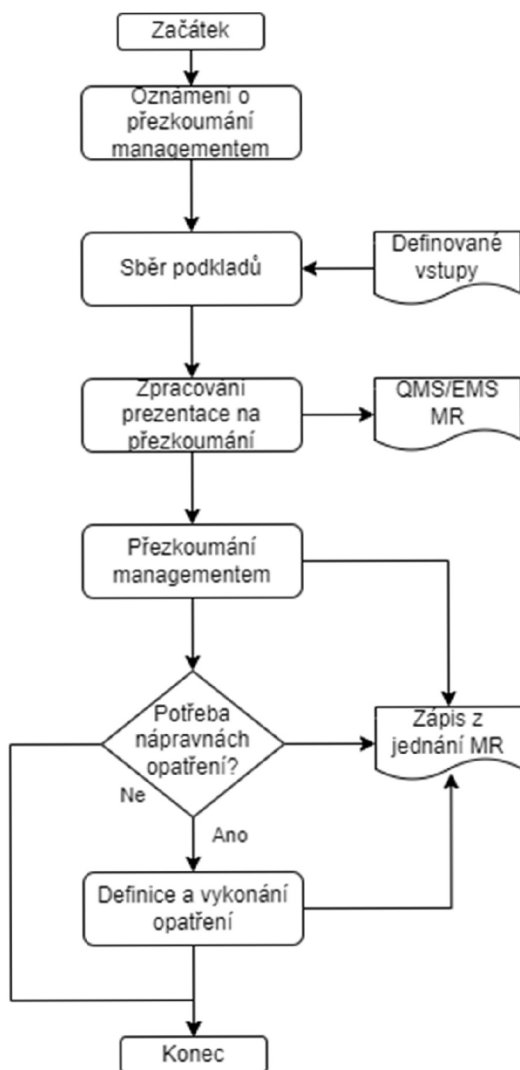 Začátek
Oznámení o
přezkoumání
managementem
Sběr podkladů
Definované
vstupy
Zpracování
prezentace na
přezkoumání
QMS/EMS
MR
Přezkoumání
managementem
Potřeba
nápravnách
opatření?
Zápis z
jednání MR
Ne
Ano
Definice a vykonání
opatření
Konec